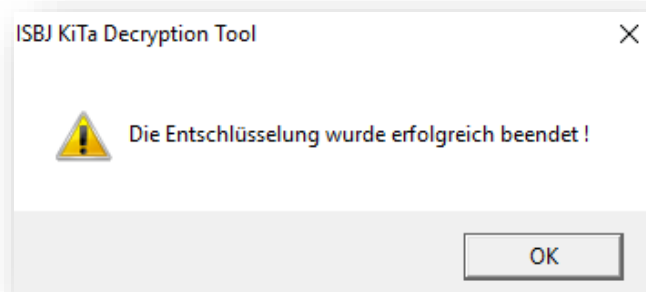 ISBJ KiTa Decryption Tool
Die Entschlüsselung wurde erfolgreich beendet !
OK